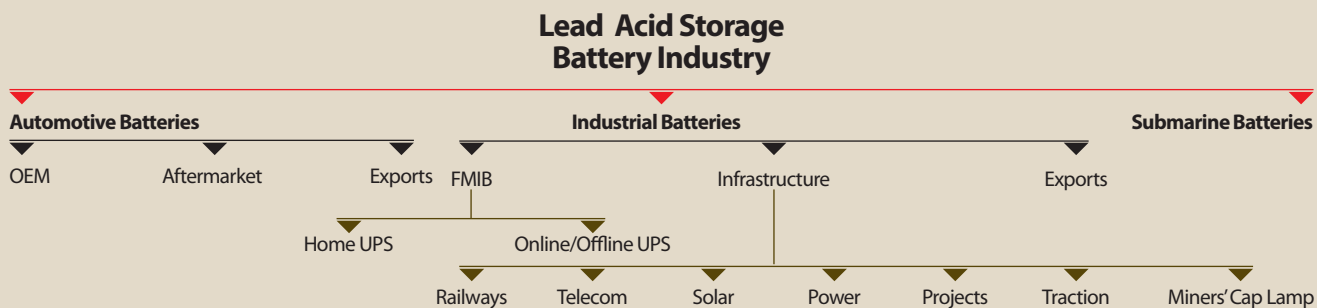 Lead Acid Storage
Battery Industry
Automotive Batteries Industrial Batteries Submarine Batteries
OEM Aftermarket Exports FMIB Infrastructure Exports
Home UPS Online/Offline UPS
Railways Telecom Solar Power Projects Traction Miners' Cap Lamp